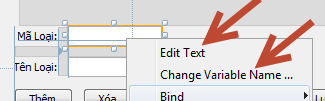 Mã Loại:
Edit Text
Change Variable Name ...
Tên Loại:
Thêm
Xóa
Bind